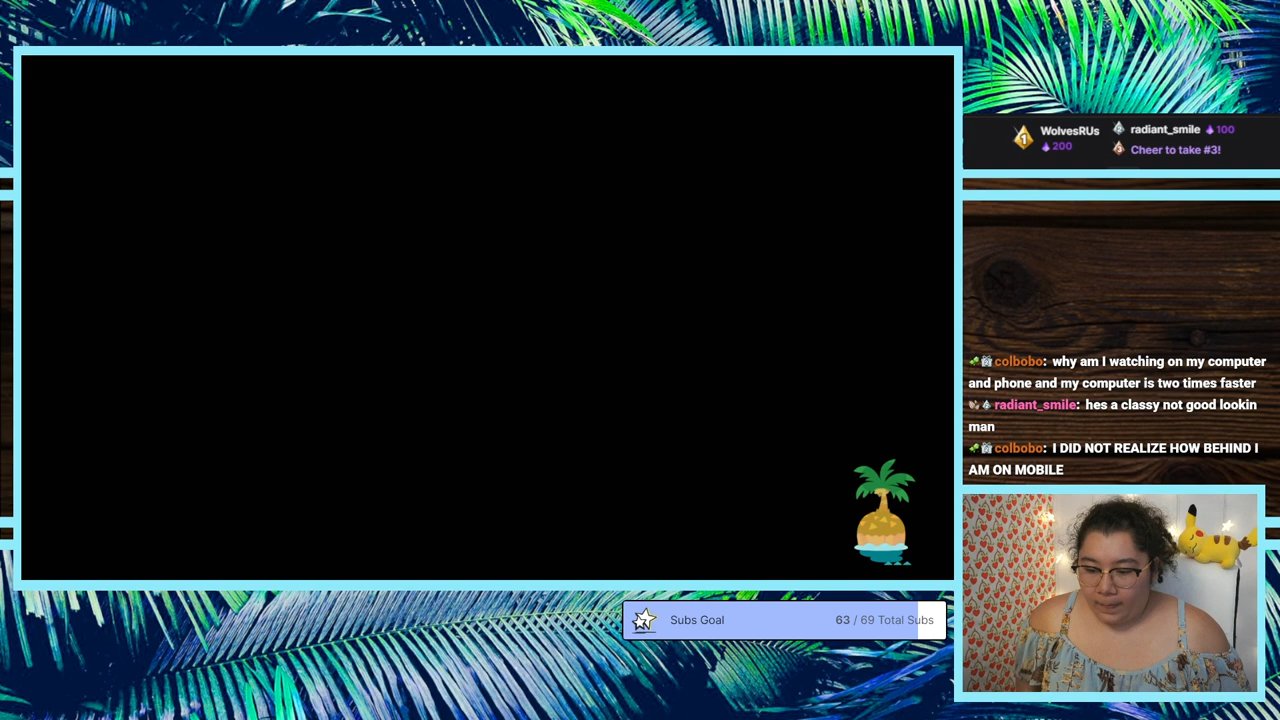 WolvesRUs
200
radiant_smile 100
Cheer to take #3!
colbobo: why am I watching on my computer
and phone and my computer is two times faster
radiant_smile: hes a classy not good lookin
man
colbobo: I DID NOT REALIZE HOW BEHIND I
AM ON MOBILE
Subs Goal 63 / 69 Total Subs